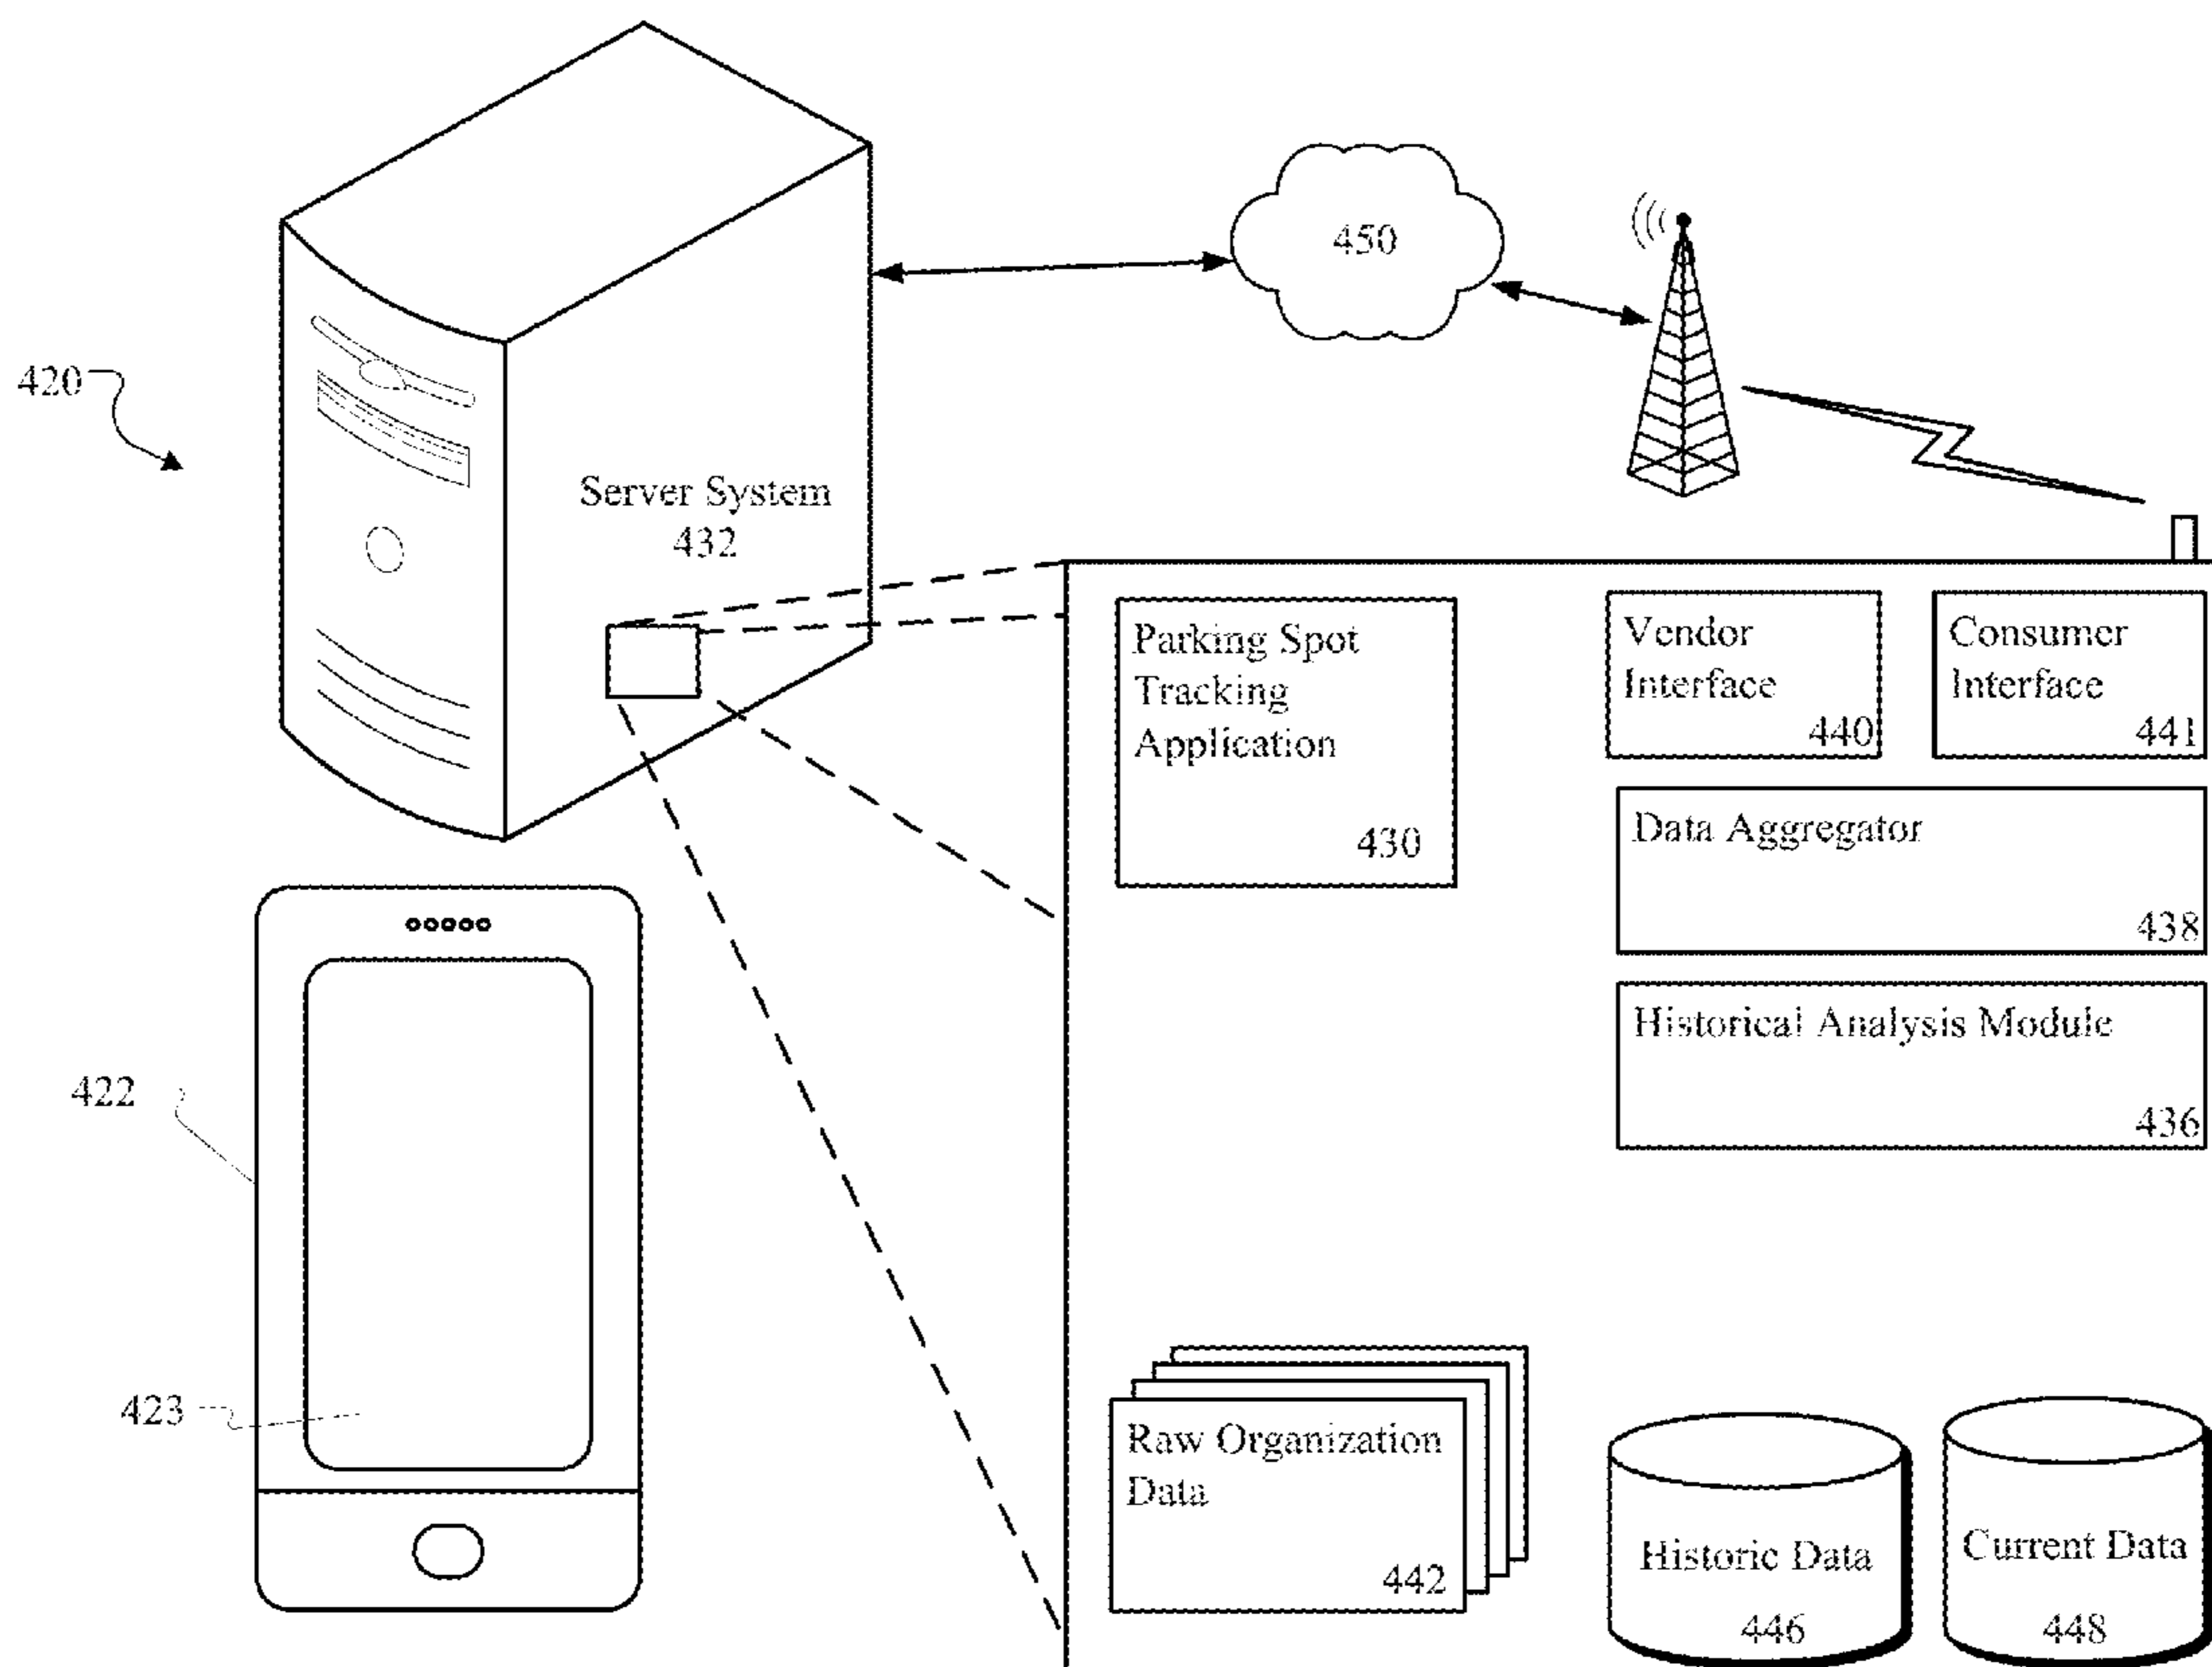 450
420
Server System
432
Parking Spot
Tracking
Application
430
Vendor
Interface
440
Consumer
Interface
441
Data Aggregator
438
Historical Analysis Module
436
422
423
Raw Organization
Data
442
Historic Data
446
Current Data
448